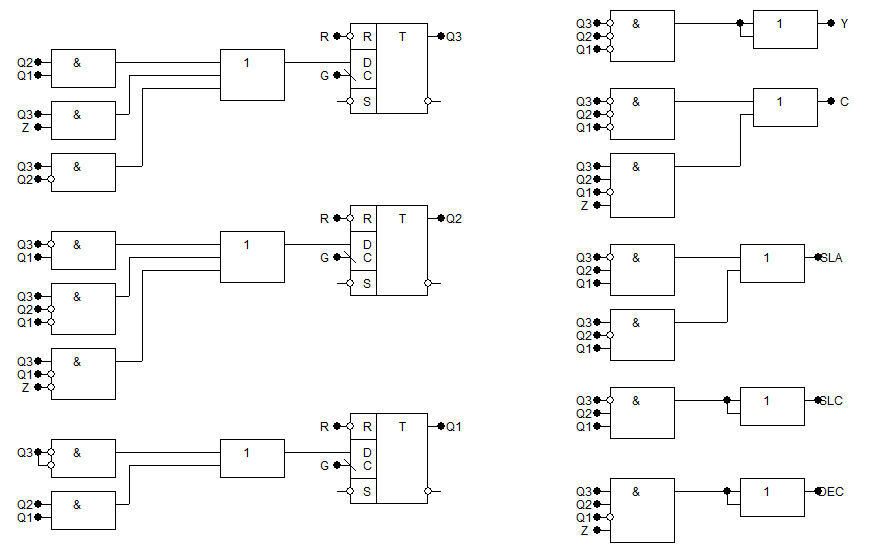 R R T Q3
Q2 & 1 D
Q1 G C
Q3 & S
Z
Q3 &
Q2
R R T Q2
Q3 & 1 D
Q1 G C
Q3 & S
Q2
Q1
Q3 &
Q1
Z
R R T Q1
Q3 & 1 D
G C
Q2 & S
Q1
Q3 & 1 Y
Q2
Q1
Q3 & 1 C
Q2
Q1
Q3 &
Q2
Q1
Z
Q3 & 1 SLA
Q2
Q1
Q3 &
Q2
Q1
Q3 & 1 SLC
Q2
Q1
Q3 & 1 DEC
Q2
Q1
Z